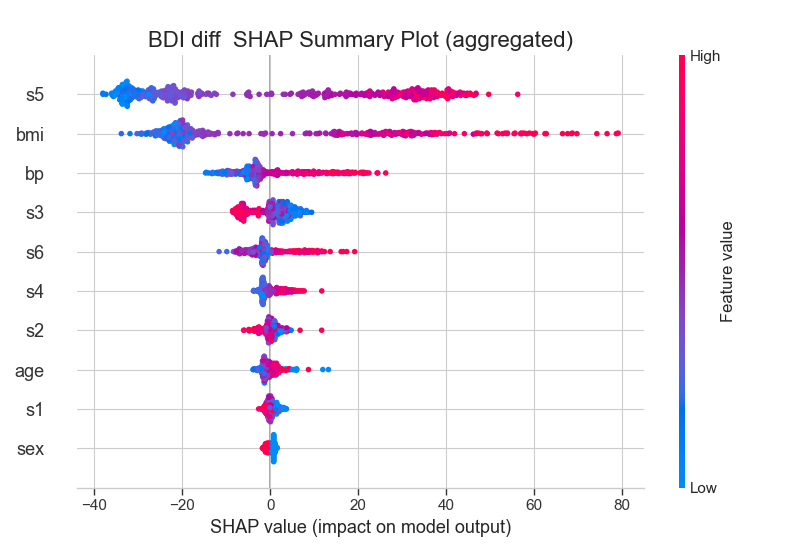 BDI diff  SHAP Summary Plot (aggregated)
High
s5
bmi
bp
s3
s6
s4
s2
age
s1
sex
Feature value
Low
−40 −20 0 20 40 60 80
SHAP value (impact on model output)